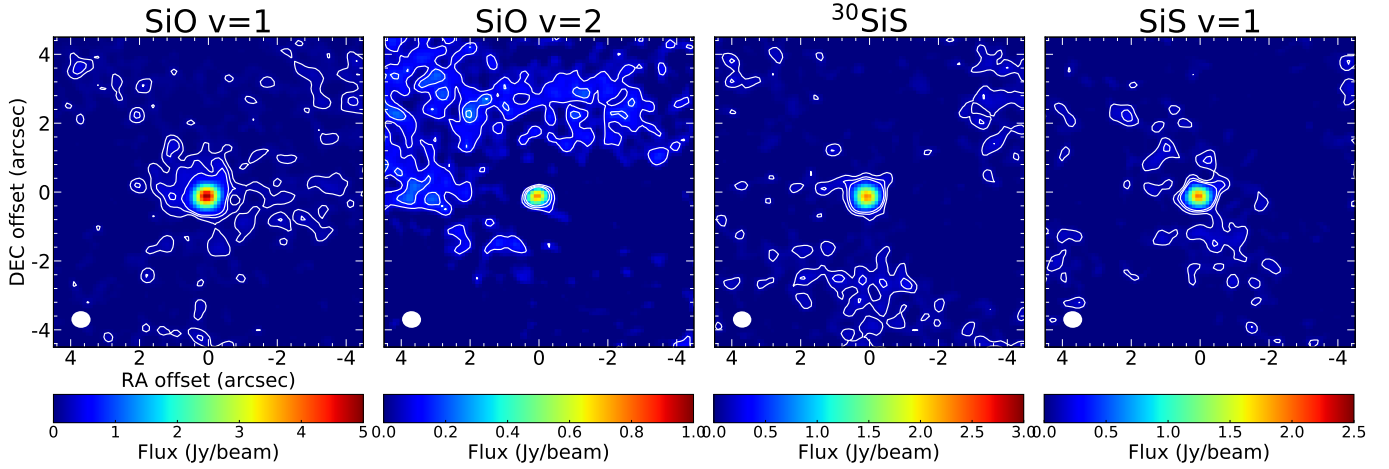 SiO v=1 SiO v=2 ³⁰SiS SiS v=1
4
2
0
-2
-4
DEC offset (arcsec)
4 2 0 -2 -4 4 2 0 -2 -4 4 2 0 -2 -4 4 2 0 -2 -4
RA offset (arcsec)
0 1 2 3 4 5 0.0 0.2 0.4 0.6 0.8 1.0 0.0 0.5 1.0 1.5 2.0 2.5 3.0 0.0 0.5 1.0 1.5 2.0 2.5
Flux (Jy/beam) Flux (Jy/beam) Flux (Jy/beam) Flux (Jy/beam)